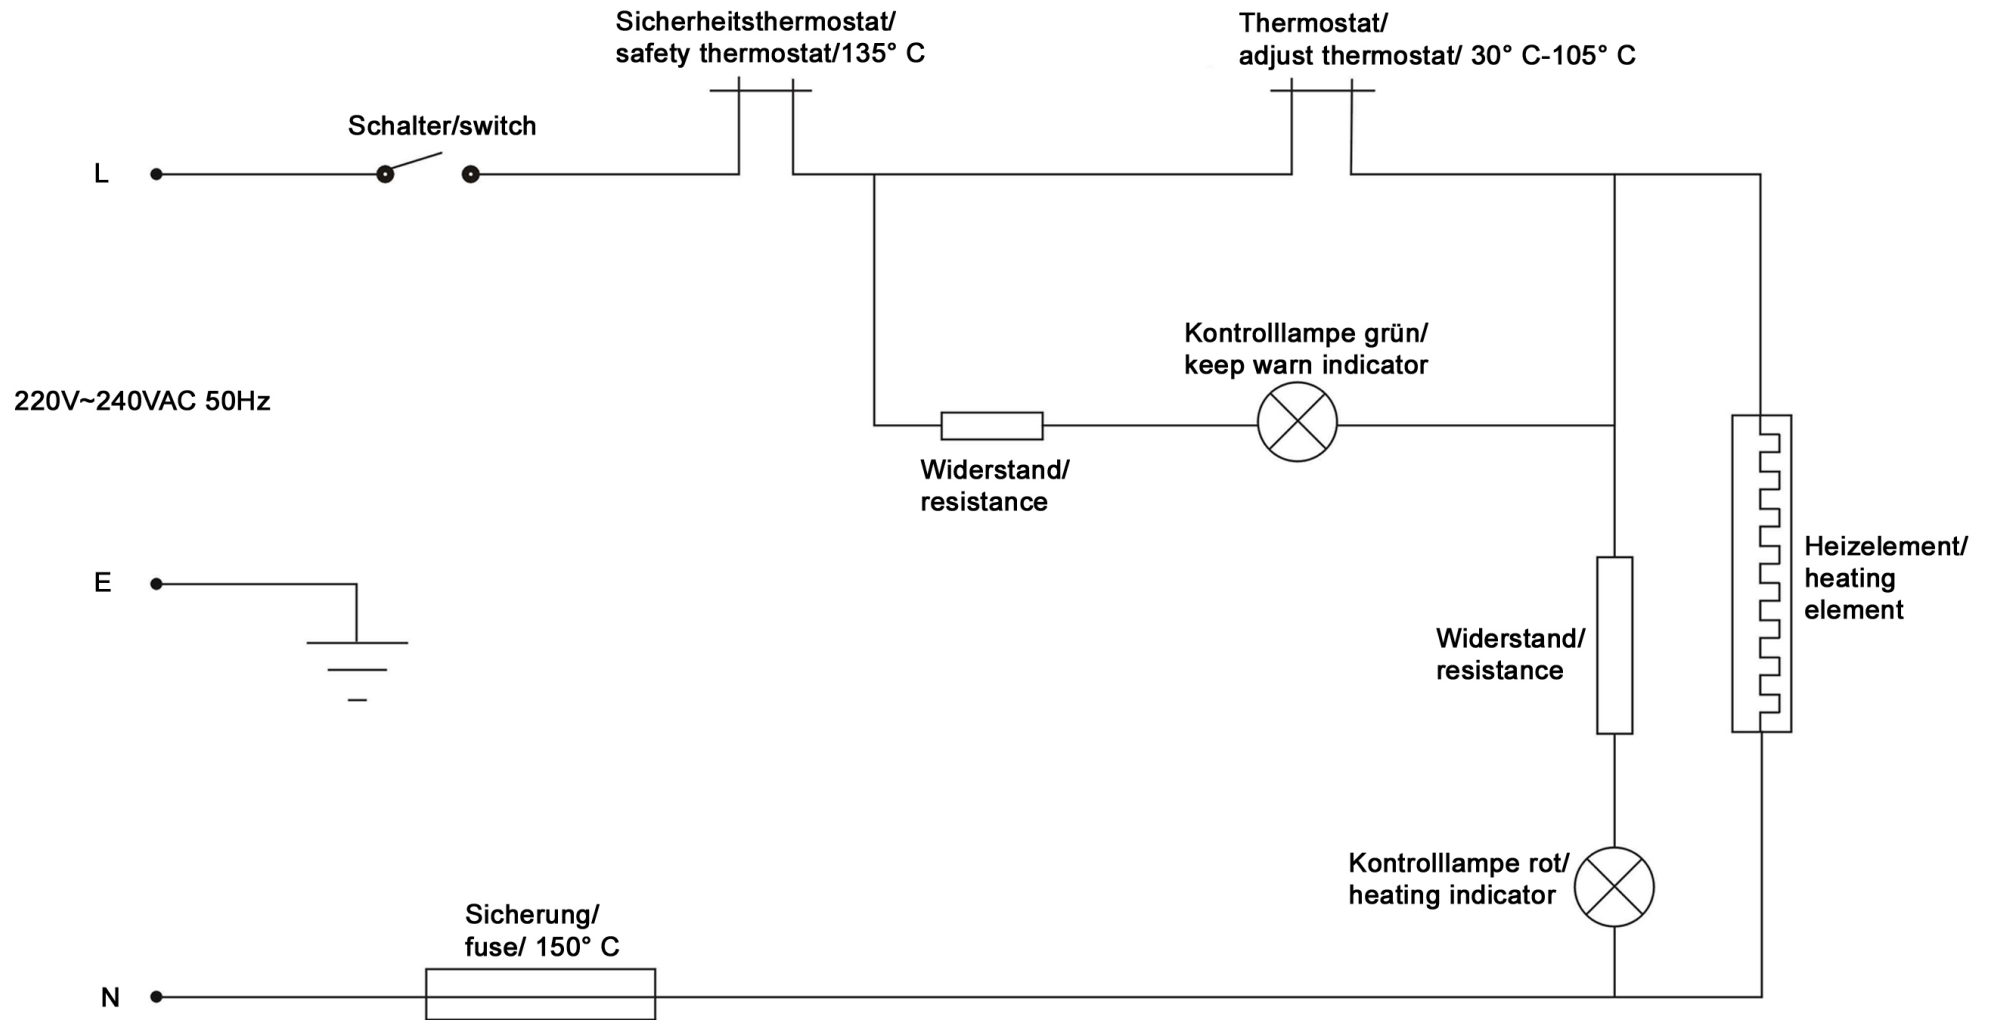 Sicherheitsthermostat/
safety thermostat/135° C
Thermostat/
adjust thermostat/ 30° C-105° C
Schalter/switch
L
Kontrolllampe grün/
keep warn indicator
220V~240VAC 50Hz
Widerstand/
resistance
Heizelement/
heating
element
E
Widerstand/
resistance
Kontrolllampe rot/
heating indicator
Sicherung/
fuse/ 150° C
N